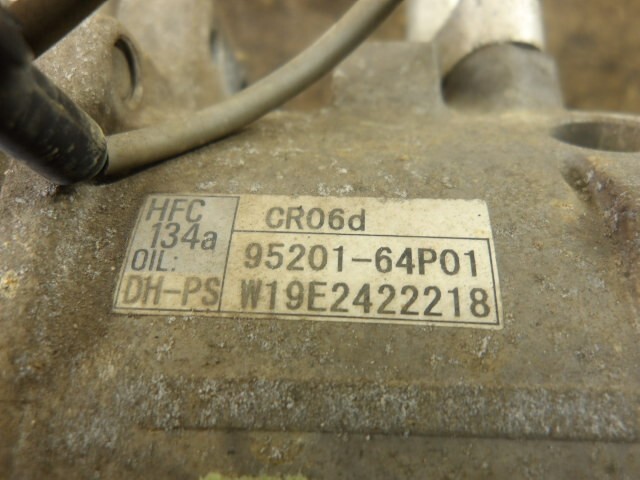 HFC
134a
OIL:
DH-PS
CR06d
95201-64P01
W19E2422218